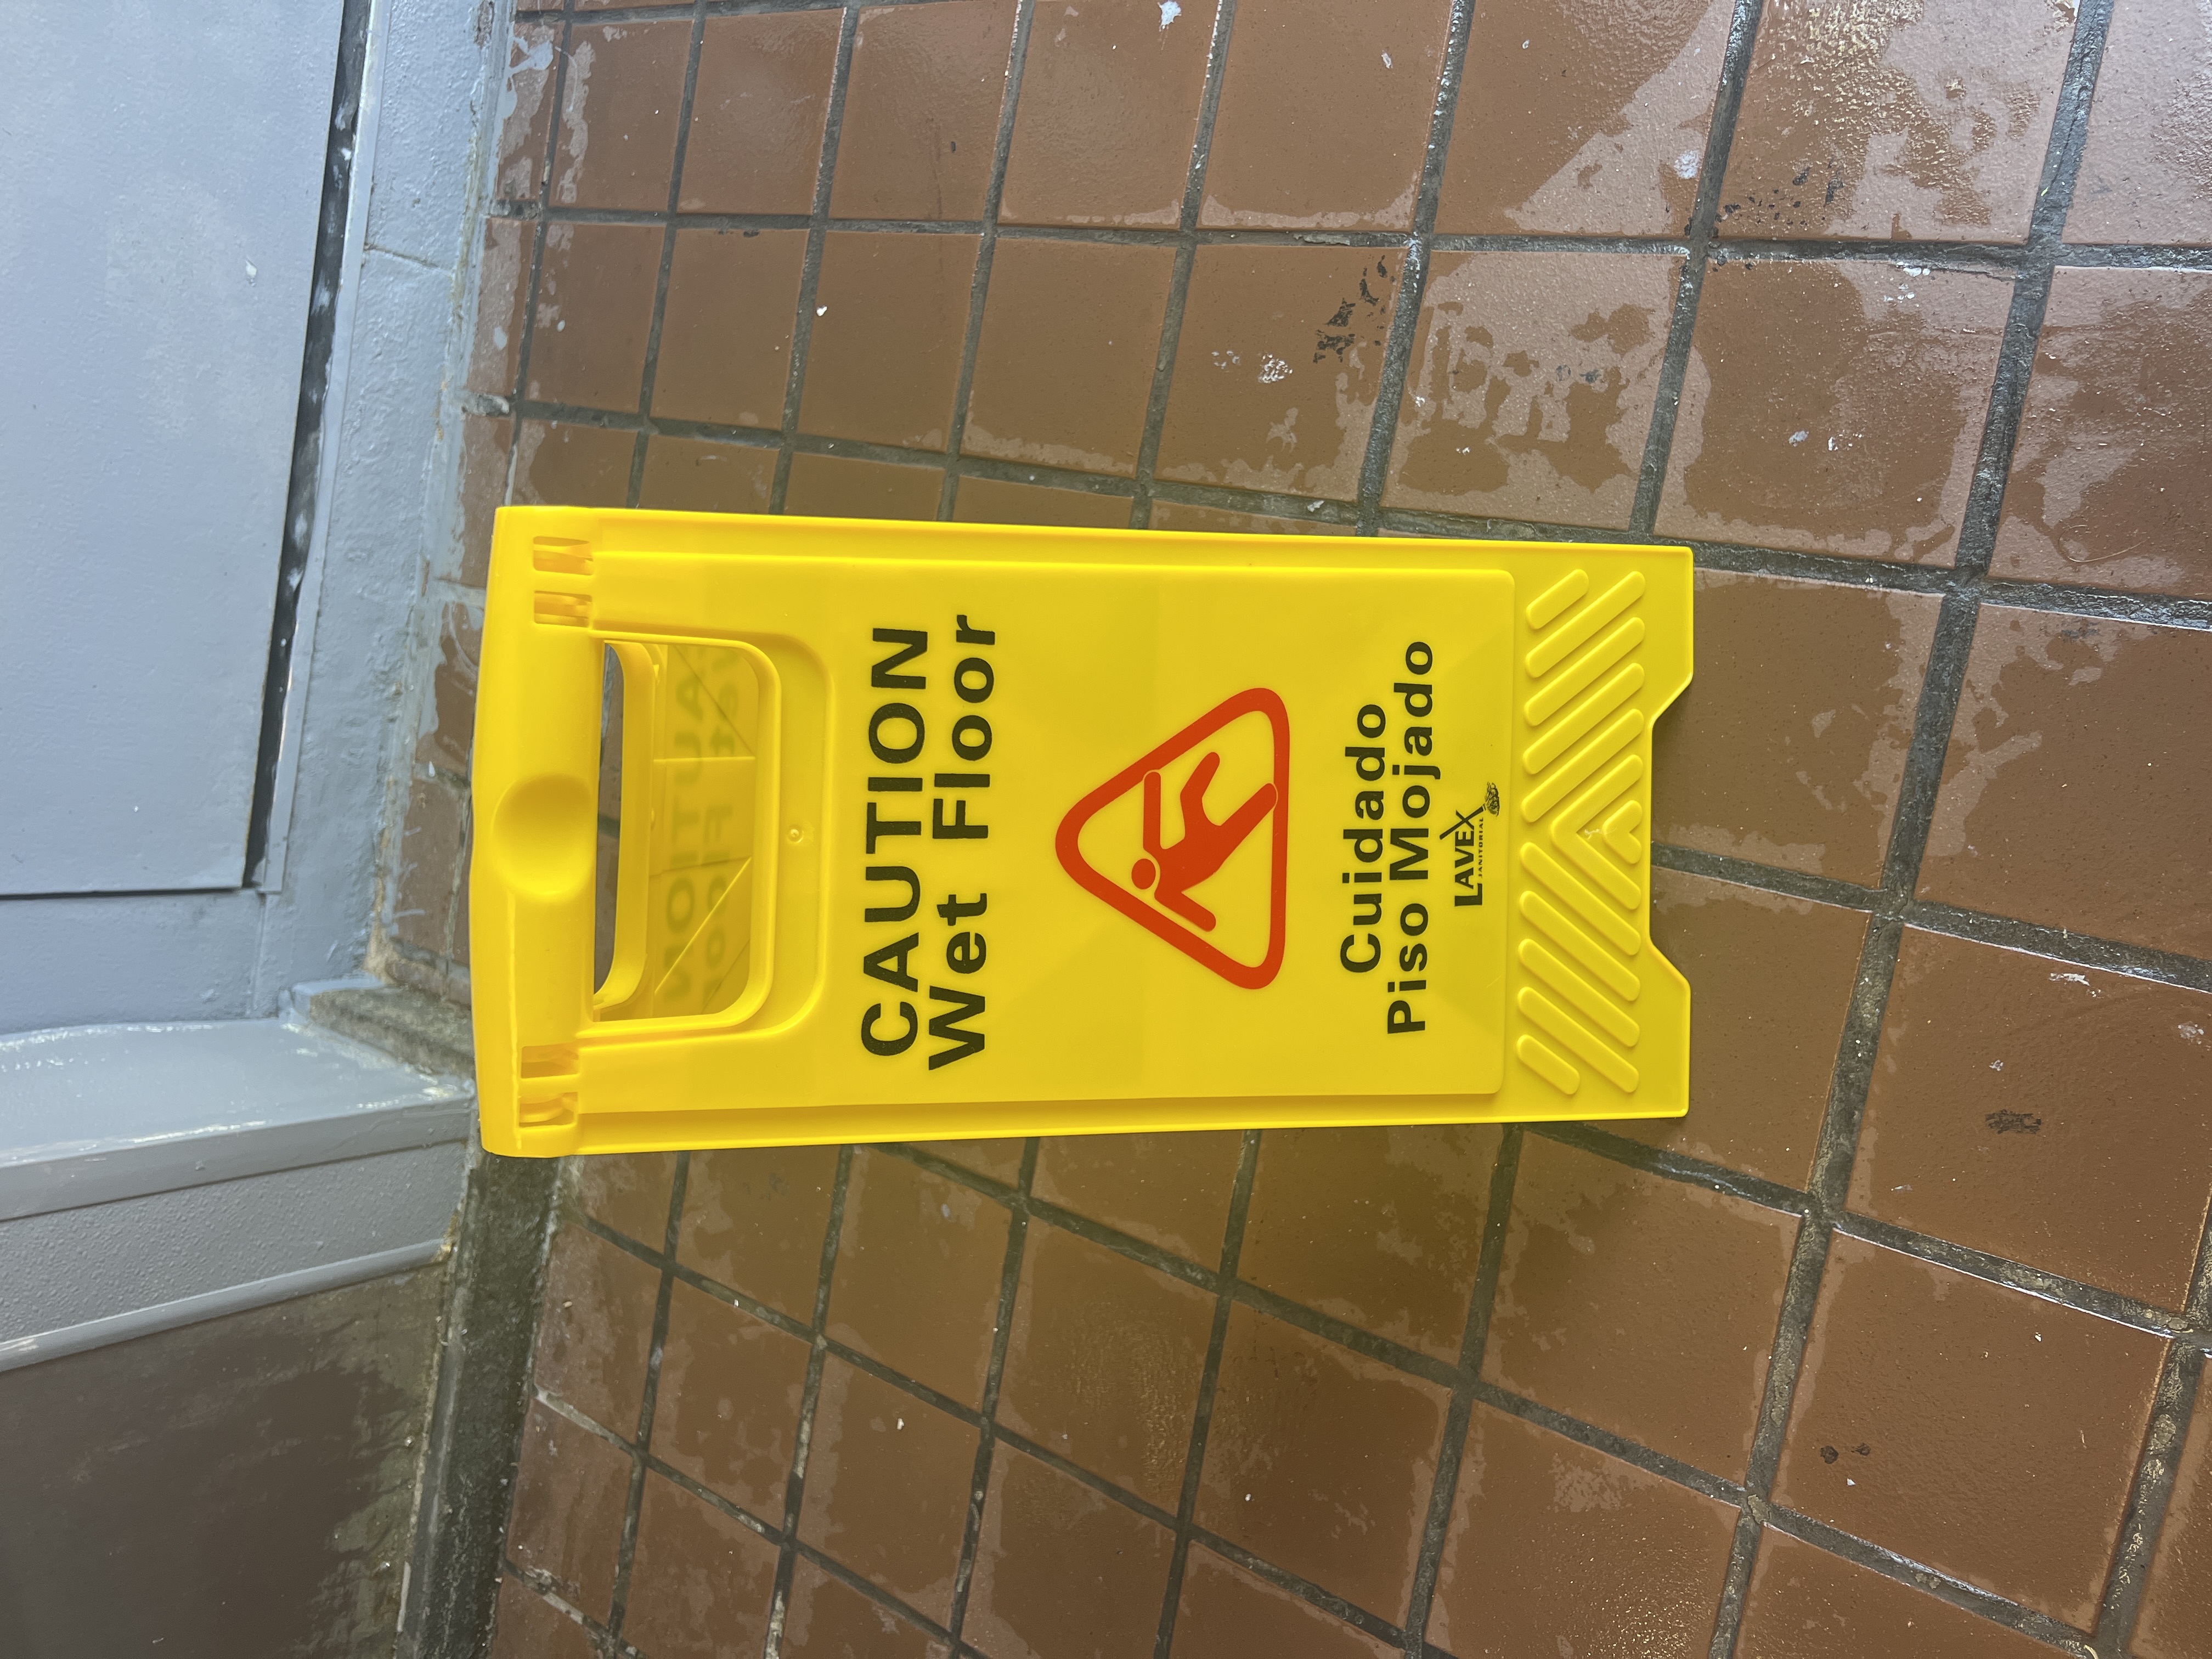 CAUTION
Wet Floor
Cuidado
Piso Mojado
LAVEX
JANITORIAL